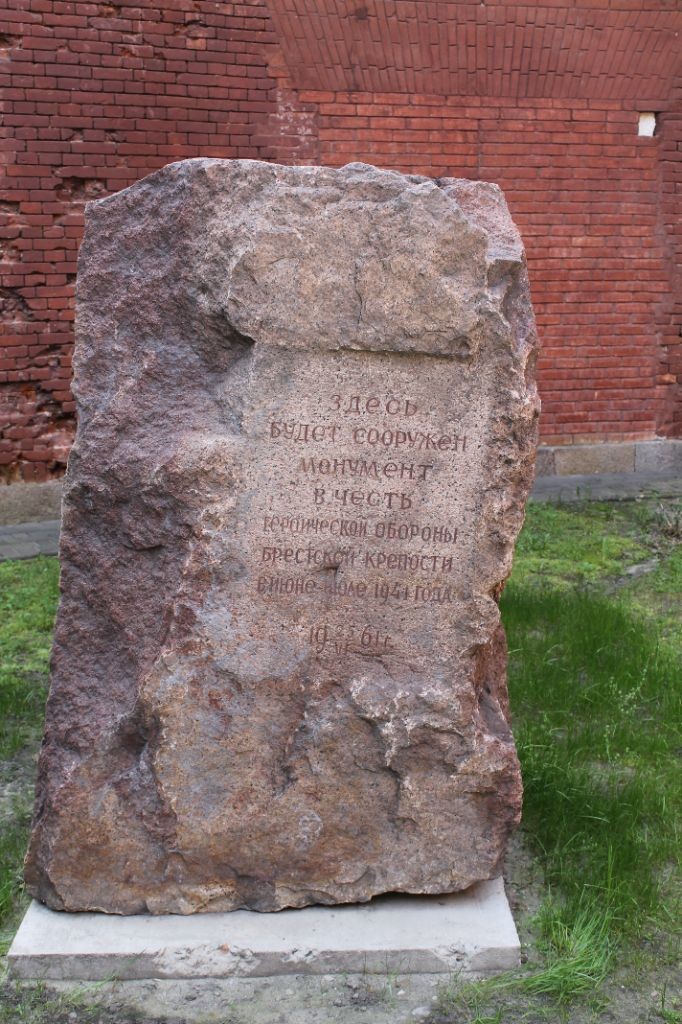 ЗДЕСЬ
БУДЕТ СООРУЖЕН
МОНУМЕНТ
В ЧЕСТЬ
ГЕРОИЧЕСКОЙ ОБОРОНЫ
БРЕСТСКОЙ КРЕПОСТИ
В ИЮНЕ-ИЮЛЕ 1941 ГОДА